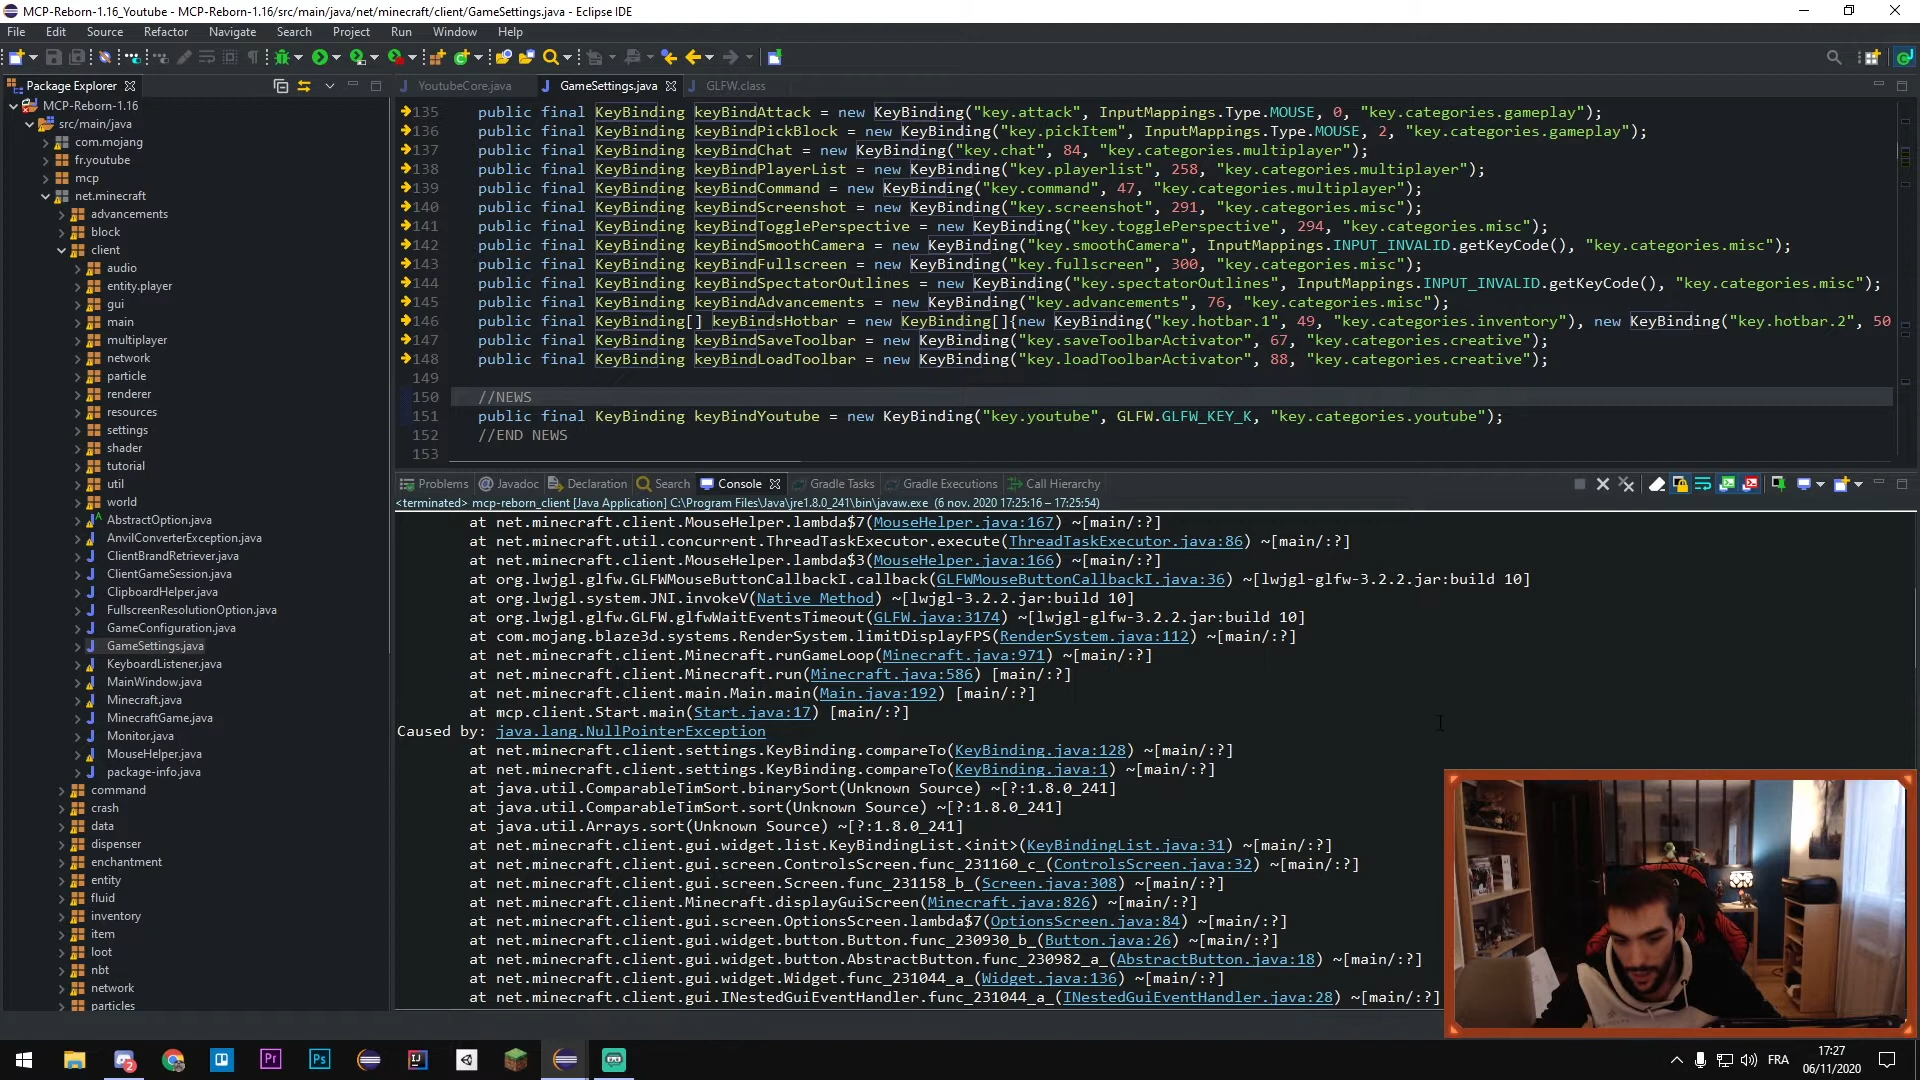 MCP-Reborn-1.16_Youtube - MCP-Reborn-1.16/src/main/java/net/minecraft/client/GameSettings.java - Eclipse IDE
File Edit Source Refactor Navigate Search Project Run Window Help
Package Explorer
MCP-Reborn-1.16
src/main/java
com.mojang
fr.youtube
mcp
net.minecraft
advancements
block
client
audio
entity.player
gui
main
multiplayer
network
particle
renderer
resources
settings
shader
tutorial
util
world
AbstractOption.java
AnvilConverterException.java
ClientBrandRetriever.java
ClientGameSession.java
ClipboardHelper.java
FullscreenResolutionOption.java
GameConfiguration.java
GameSettings.java
KeyboardListener.java
MainWindow.java
Minecraft.java
MinecraftGame.java
Monitor.java
MouseHelper.java
package-info.java
command
crash
data
dispenser
enchantment
entity
fluid
inventory
item
loot
nbt
network
particles
YoutubeCore.java GameSettings.java GLFW.class
135 public final KeyBinding keyBindAttack = new KeyBinding("key.attack", InputMappings.Type.MOUSE, 0, "key.categories.gameplay");
136 public final KeyBinding keyBindPickBlock = new KeyBinding("key.pickItem", InputMappings.Type.MOUSE, 2, "key.categories.gameplay");
137 public final KeyBinding keyBindChat = new KeyBinding("key.chat", 84, "key.categories.multiplayer");
138 public final KeyBinding keyBindPlayerList = new KeyBinding("key.playerlist", 258, "key.categories.multiplayer");
139 public final KeyBinding keyBindCommand = new KeyBinding("key.command", 47, "key.categories.multiplayer");
140 public final KeyBinding keyBindScreenshot = new KeyBinding("key.screenshot", 291, "key.categories.misc");
141 public final KeyBinding keyBindTogglePerspective = new KeyBinding("key.togglePerspective", 294, "key.categories.misc");
142 public final KeyBinding keyBindSmoothCamera = new KeyBinding("key.smoothCamera", InputMappings.INPUT_INVALID.getKeyCode(), "key.categories.misc");
143 public final KeyBinding keyBindFullscreen = new KeyBinding("key.fullscreen", 300, "key.categories.misc");
144 public final KeyBinding keyBindSpectatorOutlines = new KeyBinding("key.spectatorOutlines", InputMappings.INPUT_INVALID.getKeyCode(), "key.categories.misc");
145 public final KeyBinding keyBindAdvancements = new KeyBinding("key.advancements", 76, "key.categories.misc");
146 public final KeyBinding[] keyBindsHotbar = new KeyBinding[]{new KeyBinding("key.hotbar.1", 49, "key.categories.inventory"), new KeyBinding("key.hotbar.2", 50
147 public final KeyBinding keyBindSaveToolbar = new KeyBinding("key.saveToolbarActivator", 67, "key.categories.creative");
148 public final KeyBinding keyBindLoadToolbar = new KeyBinding("key.loadToolbarActivator", 88, "key.categories.creative");
149
150 //NEWS
151 public final KeyBinding keyBindYoutube = new KeyBinding("key.youtube", GLFW.GLFW_KEY_K, "key.categories.youtube");
152 //END NEWS
153
Problems Javadoc Declaration Search Console Gradle Tasks Gradle Executions Call Hierarchy
<terminated> mcp-reborn_client [Java Application] C:\Program Files\Java\jre1.8.0_241\bin\javaw.exe (6 nov. 2020 17:25:16 – 17:25:54)
at net.minecraft.client.MouseHelper.lambda$7(MouseHelper.java:167) ~[main/:?]
at net.minecraft.util.concurrent.ThreadTaskExecutor.execute(ThreadTaskExecutor.java:86) ~[main/:?]
at net.minecraft.client.MouseHelper.lambda$3(MouseHelper.java:166) ~[main/:?]
at org.lwjgl.glfw.GLFWMouseButtonCallbackI.callback(GLFWMouseButtonCallbackI.java:36) ~[lwjgl-glfw-3.2.2.jar:build 10]
at org.lwjgl.system.JNI.invokeV(Native Method) ~[lwjgl-3.2.2.jar:build 10]
at org.lwjgl.glfw.GLFW.glfwWaitEventsTimeout(GLFW.java:3174) ~[lwjgl-glfw-3.2.2.jar:build 10]
at com.mojang.blaze3d.systems.RenderSystem.limitDisplayFPS(RenderSystem.java:112) ~[main/:?]
at net.minecraft.client.Minecraft.runGameLoop(Minecraft.java:971) ~[main/:?]
at net.minecraft.client.Minecraft.run(Minecraft.java:586) [main/:?]
at net.minecraft.client.main.Main.main(Main.java:192) [main/:?]
at mcp.client.Start.main(Start.java:17) [main/:?]
Caused by: java.lang.NullPointerException
at net.minecraft.client.settings.KeyBinding.compareTo(KeyBinding.java:128) ~[main/:?]
at net.minecraft.client.settings.KeyBinding.compareTo(KeyBinding.java:1) ~[main/:?]
at java.util.ComparableTimSort.binarySort(Unknown Source) ~[?:1.8.0_241]
at java.util.ComparableTimSort.sort(Unknown Source) ~[?:1.8.0_241]
at java.util.Arrays.sort(Unknown Source) ~[?:1.8.0_241]
at net.minecraft.client.gui.widget.list.KeyBindingList.<init>(KeyBindingList.java:31) ~[main/:?]
at net.minecraft.client.gui.screen.ControlsScreen.func_231160_c_(ControlsScreen.java:32) ~[main/:?]
at net.minecraft.client.gui.screen.Screen.func_231158_b_(Screen.java:308) ~[main/:?]
at net.minecraft.client.Minecraft.displayGuiScreen(Minecraft.java:826) ~[main/:?]
at net.minecraft.client.gui.screen.OptionsScreen.lambda$7(OptionsScreen.java:84) ~[main/:?]
at net.minecraft.client.gui.widget.button.Button.func_230930_b_(Button.java:26) ~[main/:?]
at net.minecraft.client.gui.widget.button.AbstractButton.func_230982_a_(AbstractButton.java:18) ~[main/:?]
at net.minecraft.client.gui.widget.Widget.func_231044_a_(Widget.java:136) ~[main/:?]
at net.minecraft.client.gui.INestedGuiEventHandler.func_231044_a_(INestedGuiEventHandler.java:28) ~[main/:?]
FRA
17:27
06/11/2020